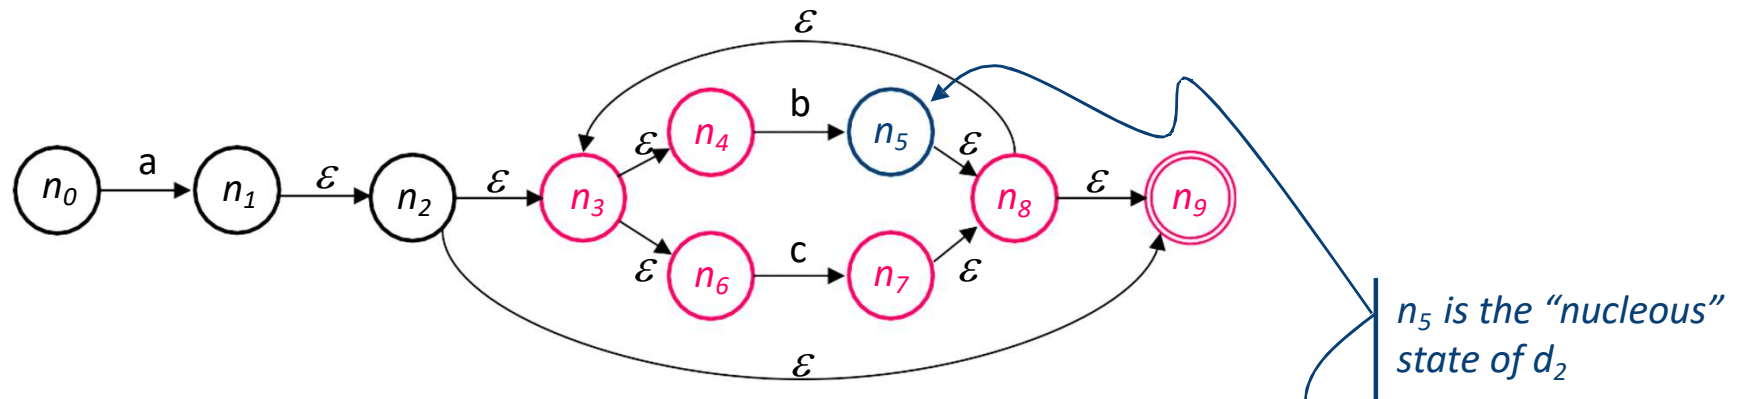 ε
b
n₄
n₅
ε
ε
a
ε
ε
ε
n₀
n₁
n₂
n₃
n₈
n₉
c
ε
n₆
n₇
ε
ε
n₅ is the “nucleous”
state of d₂